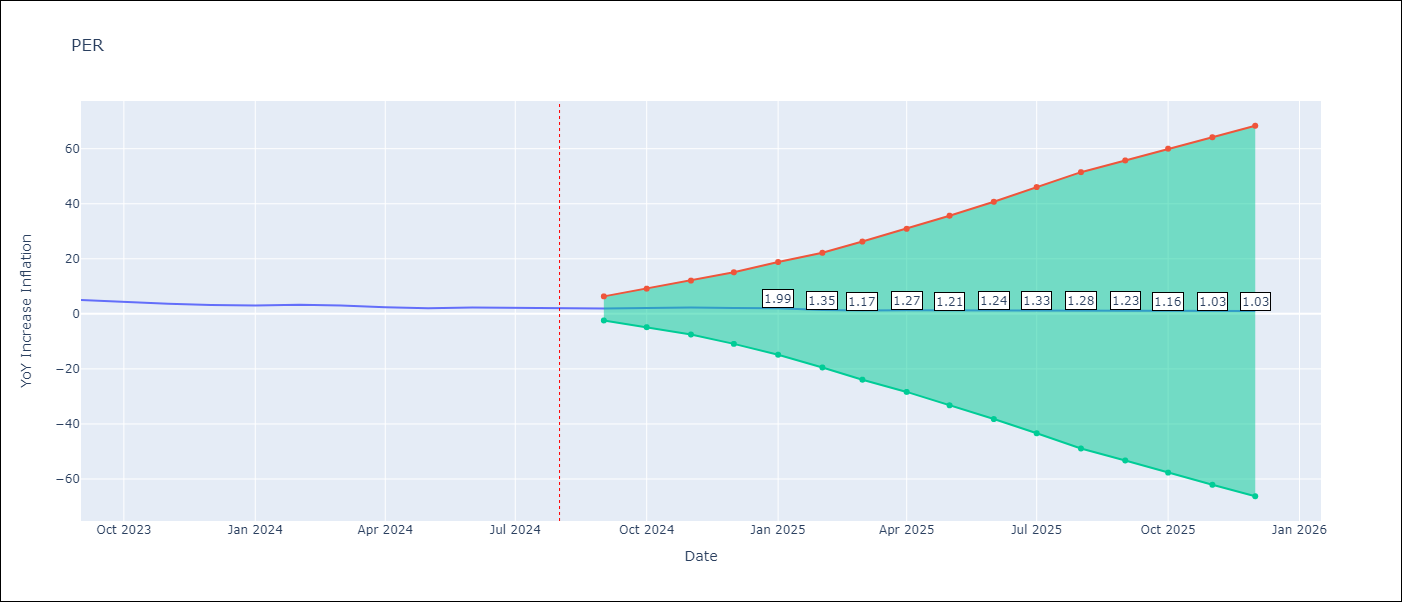 PER
YoY Increase Inflation
60
40
20
0
−20
−40
−60
1.99
1.35
1.17
1.27
1.21
1.24
1.33
1.28
1.23
1.16
1.03
1.03
Oct 2023
Jan 2024
Apr 2024
Jul 2024
Oct 2024
Jan 2025
Apr 2025
Jul 2025
Oct 2025
Jan 2026
Date